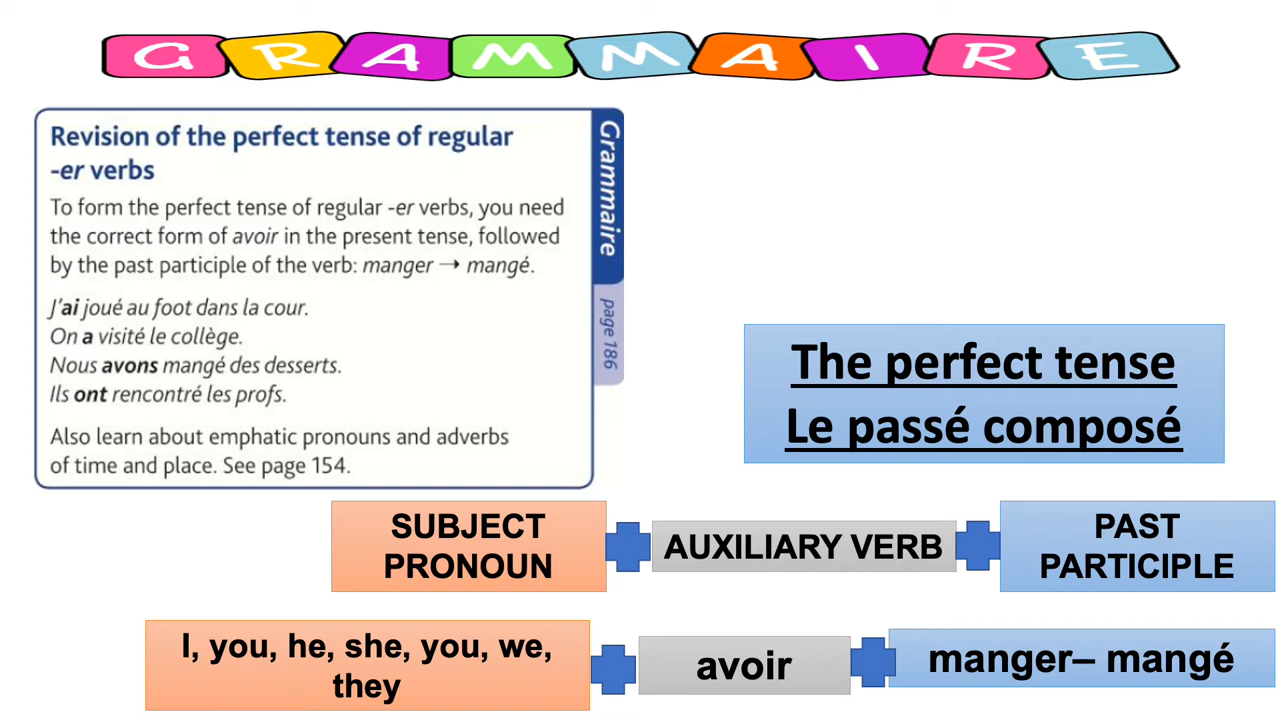 GRAMMAIRE
Revision of the perfect tense of regular
-er verbs
To form the perfect tense of regular -er verbs, you need
the correct form of avoir in the present tense, followed
by the past participle of the verb: manger → mangé.
J'ai joué au foot dans la cour.
On a visité le collège.
Nous avons mangé des desserts.
Ils ont rencontré les profs.
Also learn about emphatic pronouns and adverbs
of time and place. See page 154.
Grammaire
page 186
The perfect tense
Le passé composé
SUBJECT
PRONOUN
AUXILIARY VERB
PAST
PARTICIPLE
I, you, he, she, you, we,
they
avoir
manger– mangé